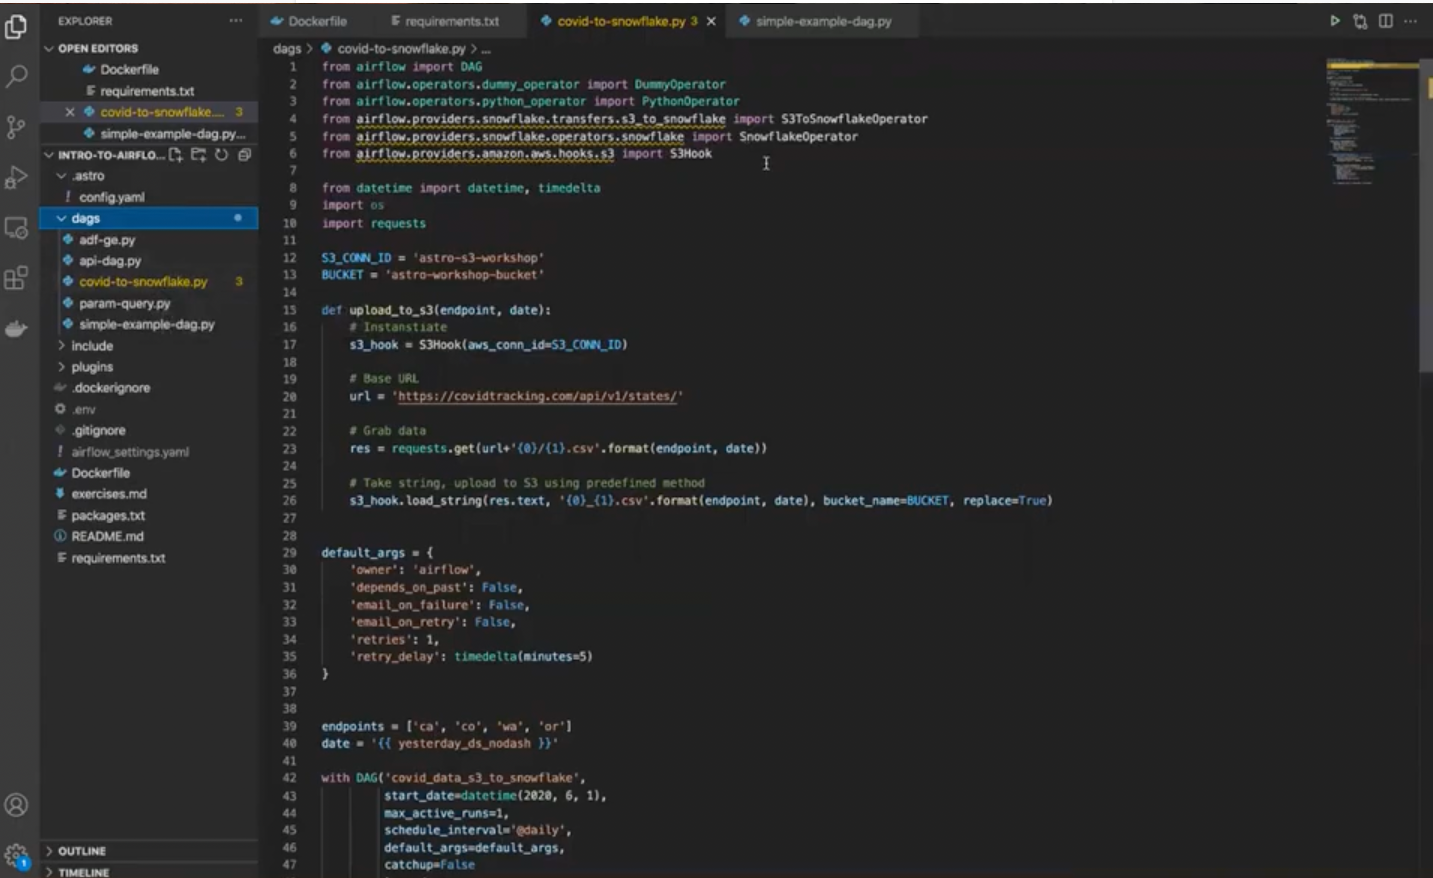 EXPLORER
OPEN EDITORS
Dockerfile
requirements.txt
covid-to-snowflake.... 3
simple-example-dag.py...
INTRO-TO-AIRFLO...
.astro
! config.yaml
dags
adf-ge.py
api-dag.py
covid-to-snowflake.py 3
param-query.py
simple-example-dag.py
include
plugins
.dockerignore
.env
.gitignore
! airflow_settings.yaml
Dockerfile
exercises.md
packages.txt
README.md
requirements.txt
OUTLINE
TIMELINE
1
Dockerfile requirements.txt covid-to-snowflake.py 3 simple-example-dag.py
dags > covid-to-snowflake.py > ...
1 from airflow import DAG
2 from airflow.operators.dummy_operator import DummyOperator
3 from airflow.operators.python_operator import PythonOperator
4 from airflow.providers.snowflake.transfers.s3_to_snowflake import S3ToSnowflakeOperator
5 from airflow.providers.snowflake.operators.snowflake import SnowflakeOperator
6 from airflow.providers.amazon.aws.hooks.s3 import S3Hook
7
8 from datetime import datetime, timedelta
9 import os
10 import requests
11
12 S3_CONN_ID = 'astro-s3-workshop'
13 BUCKET = 'astro-workshop-bucket'
14
15 def upload_to_s3(endpoint, date):
16 # Instanstiate
17 s3_hook = S3Hook(aws_conn_id=S3_CONN_ID)
18
19 # Base URL
20 url = 'https://covidtracking.com/api/v1/states/'
21
22 # Grab data
23 res = requests.get(url+'{0}/{1}.csv'.format(endpoint, date))
24
25 # Take string, upload to S3 using predefined method
26 s3_hook.load_string(res.text, '{0}_{1}.csv'.format(endpoint, date), bucket_name=BUCKET, replace=True)
27
28
29 default_args = {
30 'owner': 'airflow',
31 'depends_on_past': False,
32 'email_on_failure': False,
33 'email_on_retry': False,
34 'retries': 1,
35 'retry_delay': timedelta(minutes=5)
36 }
37
38
39 endpoints = ['ca', 'co', 'wa', 'or']
40 date = '{{ yesterday_ds_nodash }}'
41
42 with DAG('covid_data_s3_to_snowflake',
43 start_date=datetime(2020, 6, 1),
44 max_active_runs=1,
45 schedule_interval='@daily',
46 default_args=default_args,
47 catchup=False